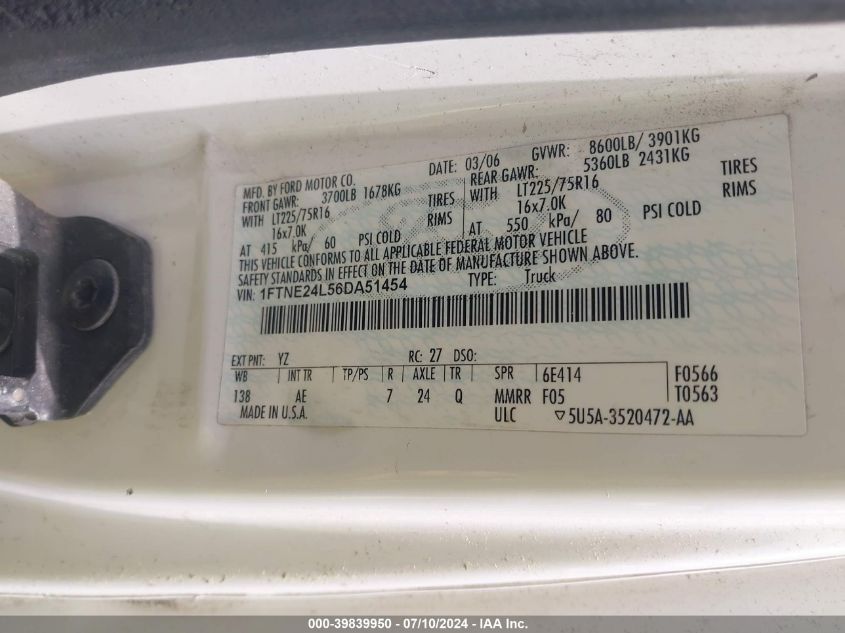 MFD. BY FORD MOTOR CO.
DATE: 03/06 GVWR: 8600LB/ 3901KG
FRONT GAWR: 3700LB 1678KG
REAR GAWR: 5360LB 2431KG
WITH LT225/75R16 TIRES
WITH LT225/75R16 TIRES
16x7.0K RIMS
16x7.0K RIMS
AT 415 kPa/ 60 PSI COLD
AT 550 kPa/ 80 PSI COLD
THIS VEHICLE CONFORMS TO ALL APPLICABLE FEDERAL MOTOR VEHICLE
SAFETY STANDARDS IN EFFECT ON THE DATE OF MANUFACTURE SHOWN ABOVE.
VIN: 1FTNE24L56DA51454 TYPE: Truck
EXT PNT: YZ RC: 27 DSO:
WB INT TR TP/PS R AXLE TR SPR 6E414 F0566
138 AE 7 24 Q MMRR F05 T0563
MADE IN U.S.A. ULC ▽5U5A-3520472-AA
000-39839950 - 07/10/2024 - IAA Inc.